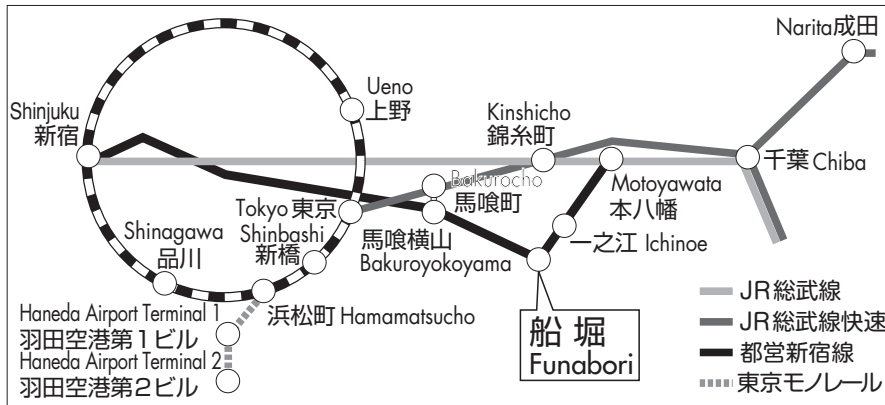 Narita成田
Ueno
上野
Shinjuku
新宿
Kinshicho
錦糸町
千葉 Chiba
Bakurocho
馬喰町
Motoyawata
本八幡
Tokyo 東京
Shinbashi
新橋
Shinagawa
品川
馬喰横山
Bakuroyokoyama
一之江 Ichinoe
浜松町 Hamamatsucho
Haneda Airport Terminal 1
羽田空港第1ビル
Haneda Airport Terminal 2
羽田空港第2ビル
船堀
Funabori
JR総武線
JR総武線快速
都営新宿線
東京モノレール